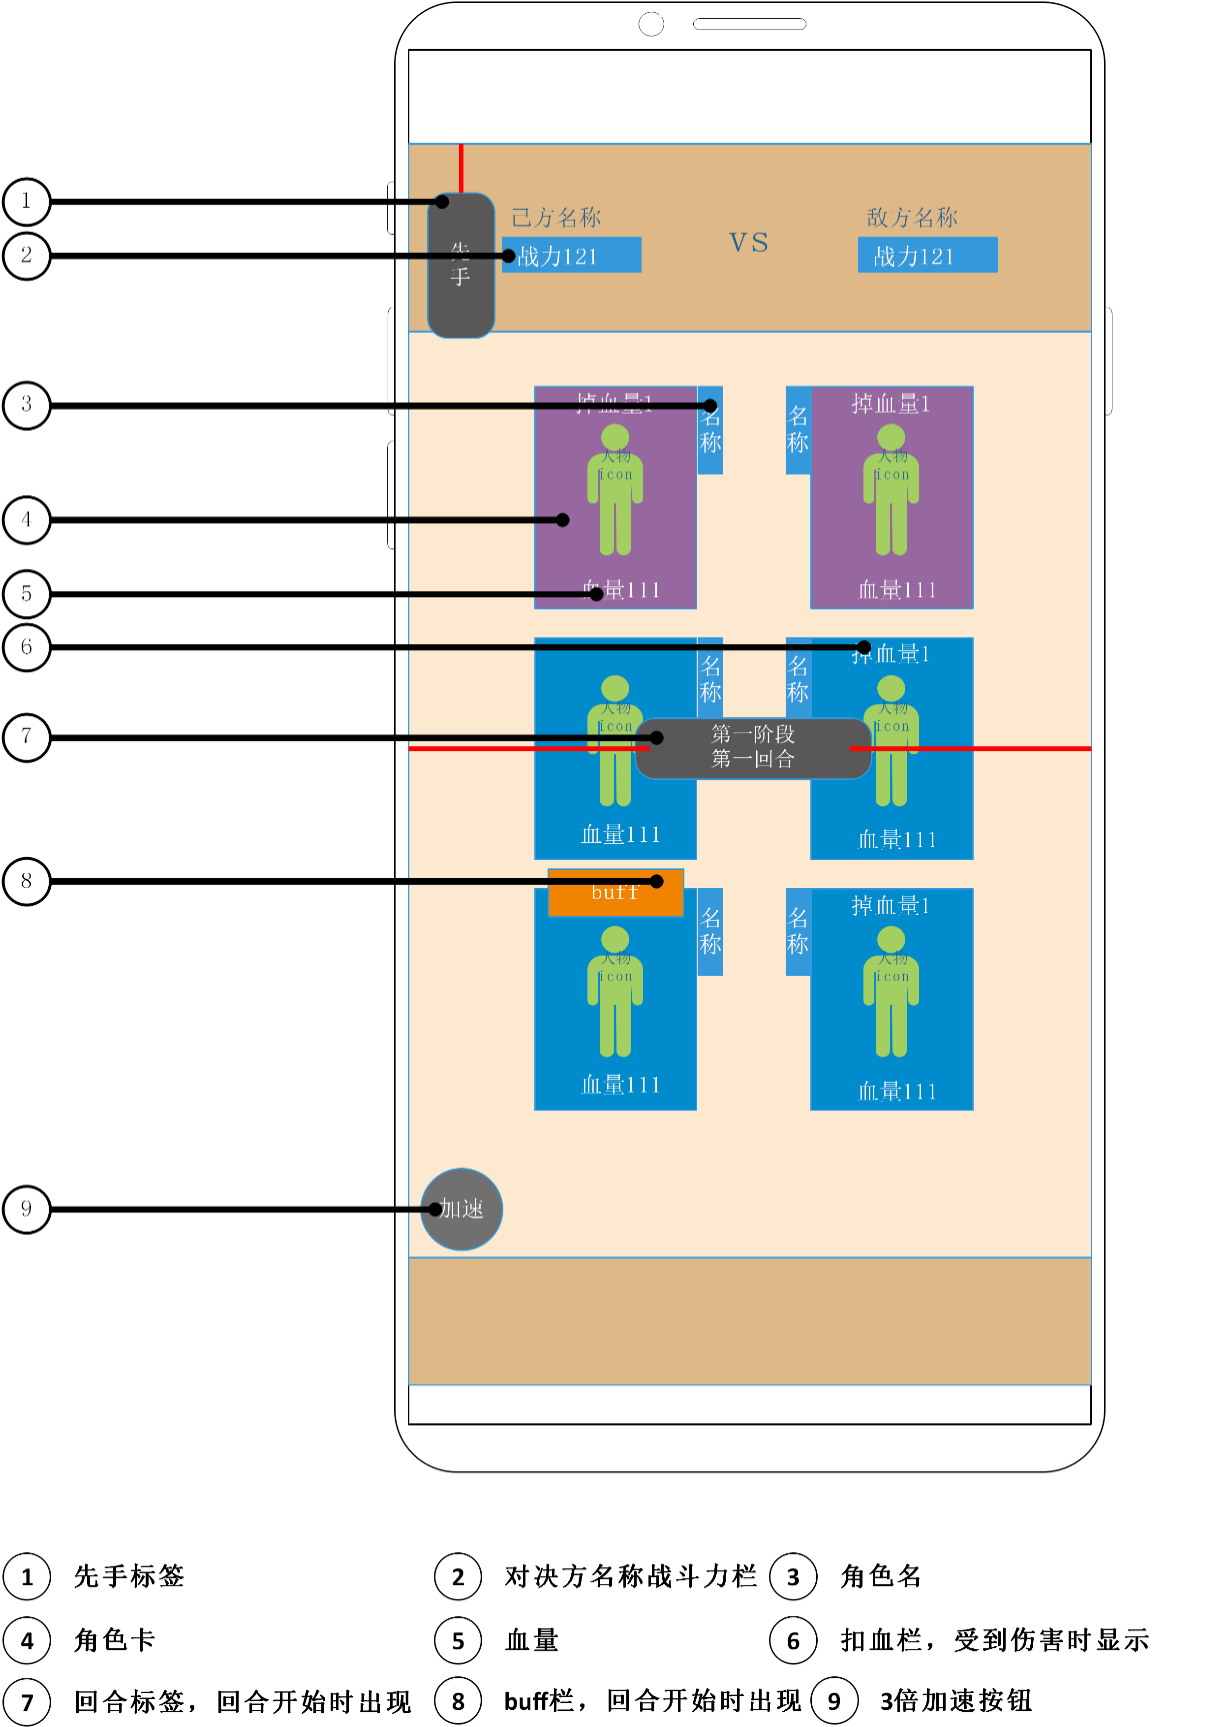 1
2
3
4
5
6
7
8
9
先
手
己方名称
战力121
VS
敌方名称
战力121
掉血量1
名
称
人物
icon
血量111
名
称
掉血量1
人物
icon
血量111
名
称
人物
icon
血量111
名
称
掉血量1
人物
icon
血量111
第一阶段
第一回合
buff
名
称
人物
icon
血量111
名
称
掉血量1
人物
icon
血量111
加速
1 先手标签
2 对决方名称战斗力栏
3 角色名
4 角色卡
5 血量
6 扣血栏，受到伤害时显示
7 回合标签，回合开始时出现
8 buff栏，回合开始时出现
9 3倍加速按钮